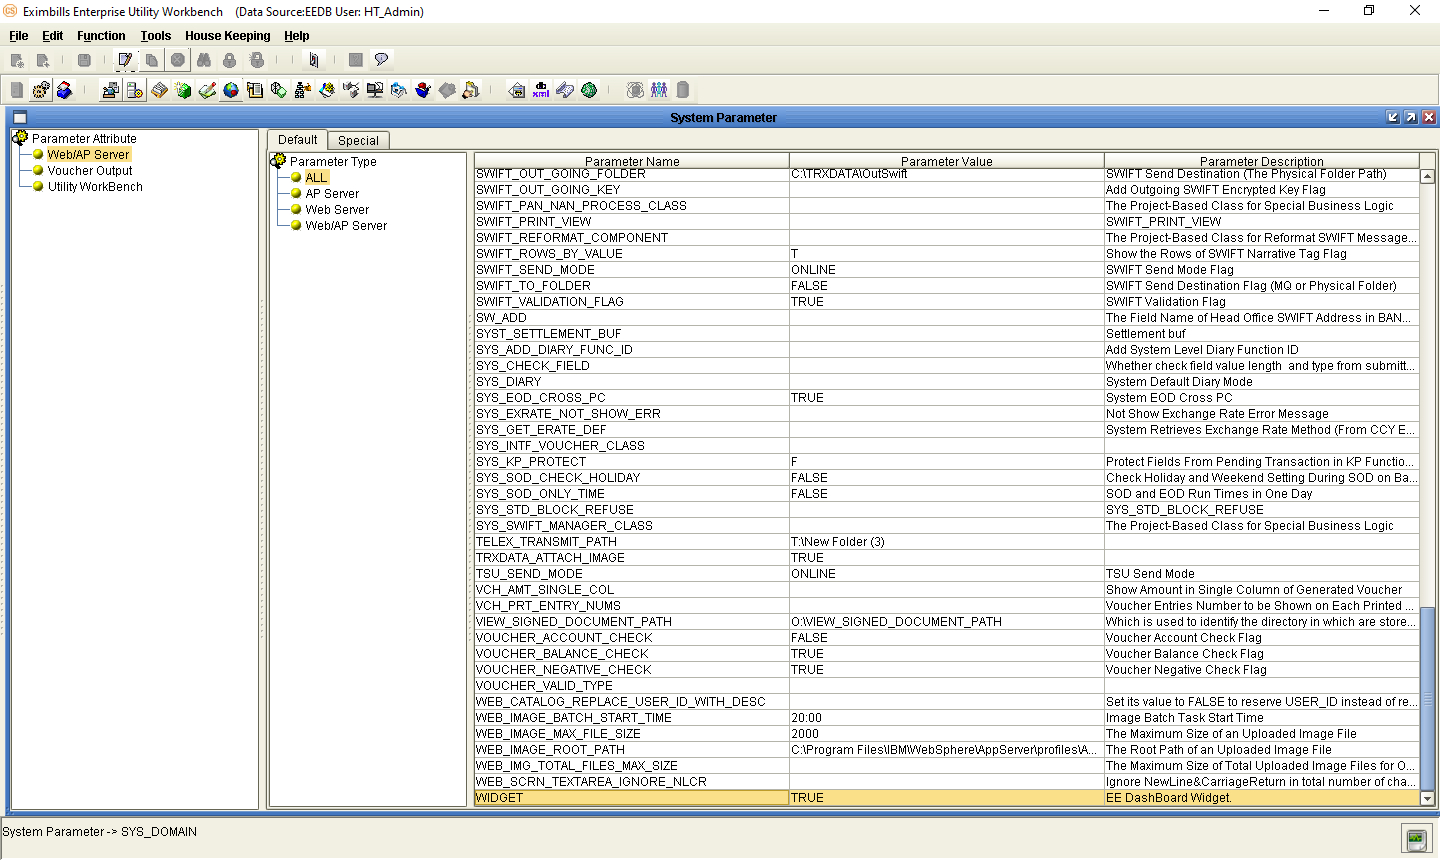 Eximbills Enterprise Utility Workbench (Data Source:EEDB User: HT_Admin)
File Edit Function Tools House Keeping Help
System Parameter
Parameter Attribute
Web/AP Server
Voucher Output
Utility WorkBench
Default Special
Parameter Type
ALL
AP Server
Web Server
Web/AP Server
Parameter Name Parameter Value Parameter Description
SWIFT_OUT_GOING_FOLDER C:\TRXDATA\OutSwift SWIFT Send Destination (The Physical Folder Path)
SWIFT_OUT_GOING_KEY Add Outgoing SWIFT Encrypted Key Flag
SWIFT_PAN_NAN_PROCESS_CLASS The Project-Based Class for Special Business Logic
SWIFT_PRINT_VIEW SWIFT_PRINT_VIEW
SWIFT_REFORMAT_COMPONENT The Project-Based Class for Reformat SWIFT Message...
SWIFT_ROWS_BY_VALUE T Show the Rows of SWIFT Narrative Tag Flag
SWIFT_SEND_MODE ONLINE SWIFT Send Mode Flag
SWIFT_TO_FOLDER FALSE SWIFT Send Destination Flag (MQ or Physical Folder)
SWIFT_VALIDATION_FLAG TRUE SWIFT Validation Flag
SW_ADD The Field Name of Head Office SWIFT Address in BAN...
SYST_SETTLEMENT_BUF Settlement buf
SYS_ADD_DIARY_FUNC_ID Add System Level Diary Function ID
SYS_CHECK_FIELD Whether check field value length and type from submitt...
SYS_DIARY System Default Diary Mode
SYS_EOD_CROSS_PC TRUE System EOD Cross PC
SYS_EXRATE_NOT_SHOW_ERR Not Show Exchange Rate Error Message
SYS_GET_ERATE_DEF System Retrieves Exchange Rate Method (From CCY E...
SYS_INTF_VOUCHER_CLASS
SYS_KP_PROTECT F Protect Fields From Pending Transaction in KP Functio...
SYS_SOD_CHECK_HOLIDAY FALSE Check Holiday and Weekend Setting During SOD on Ba...
SYS_SOD_ONLY_TIME FALSE SOD and EOD Run Times in One Day
SYS_STD_BLOCK_REFUSE SYS_STD_BLOCK_REFUSE
SYS_SWIFT_MANAGER_CLASS The Project-Based Class for Special Business Logic
TELEX_TRANSMIT_PATH T:\New Folder (3)
TRXDATA_ATTACH_IMAGE TRUE
TSU_SEND_MODE ONLINE TSU Send Mode
VCH_AMT_SINGLE_COL Show Amount in Single Column of Generated Voucher
VCH_PRT_ENTRY_NUMS Voucher Entries Number to be Shown on Each Printed ...
VIEW_SIGNED_DOCUMENT_PATH O:\VIEW_SIGNED_DOCUMENT_PATH Which is used to identify the directory in which are store...
VOUCHER_ACCOUNT_CHECK FALSE Voucher Account Check Flag
VOUCHER_BALANCE_CHECK TRUE Voucher Balance Check Flag
VOUCHER_NEGATIVE_CHECK TRUE Voucher Negative Check Flag
VOUCHER_VALID_TYPE
WEB_CATALOG_REPLACE_USER_ID_WITH_DESC Set its value to FALSE to reserve USER_ID instead of re...
WEB_IMAGE_BATCH_START_TIME 20:00 Image Batch Task Start Time
WEB_IMAGE_MAX_FILE_SIZE 2000 The Maximum Size of an Uploaded Image File
WEB_IMAGE_ROOT_PATH C:\Program Files\IBM\WebSphere\AppServer\profiles\A... The Root Path of an Uploaded Image File
WEB_IMG_TOTAL_FILES_MAX_SIZE The Maximum Size of Total Uploaded Image Files for O...
WEB_SCRN_TEXTAREA_IGNORE_NLCR Ignore NewLine&CarriageReturn in total number of cha...
WIDGET TRUE EE DashBoard Widget.
System Parameter -> SYS_DOMAIN